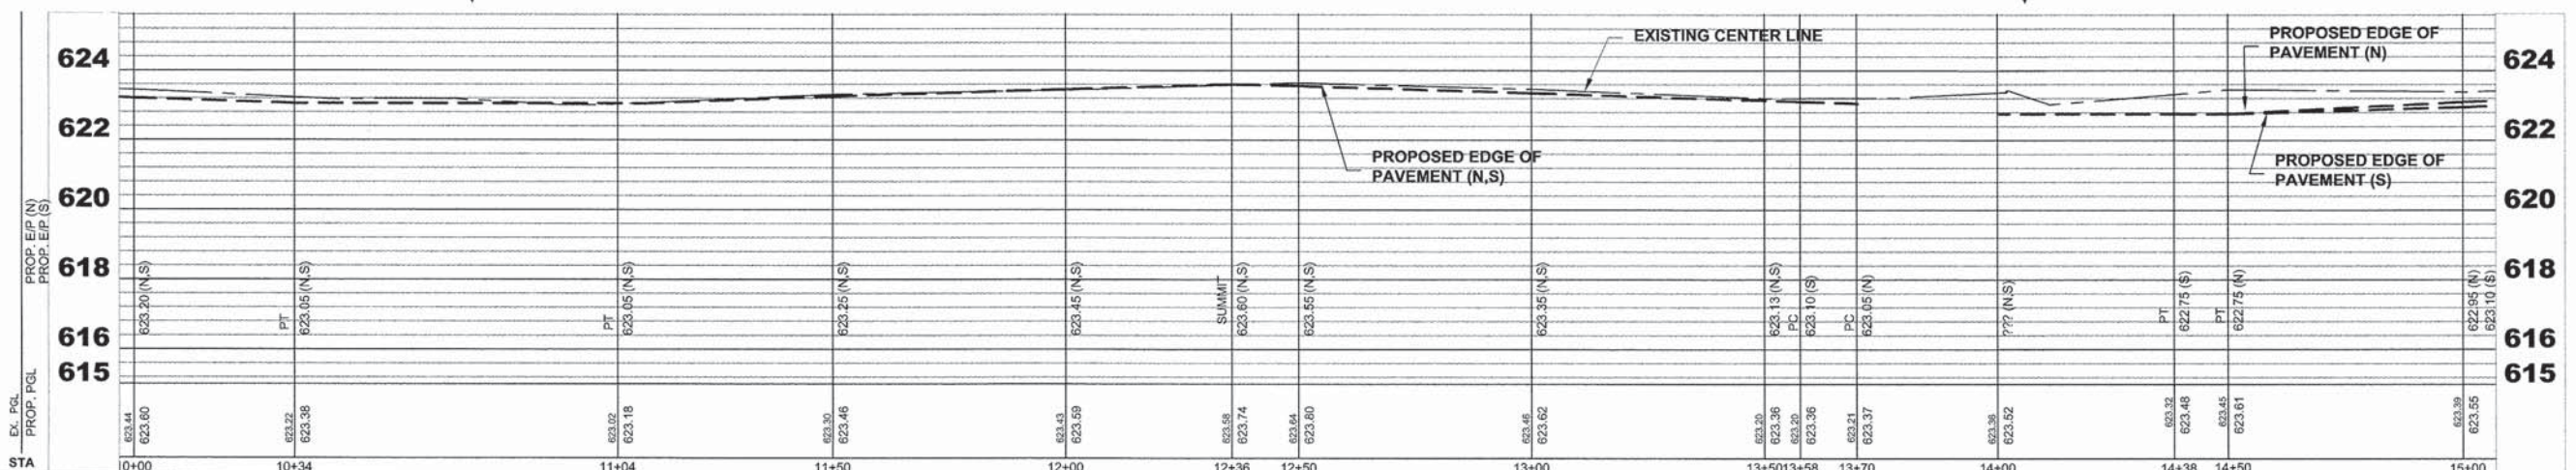 624
EXISTING CENTER LINE
PROPOSED EDGE OF
PAVEMENT (N)
624
622
PROPOSED EDGE OF
PAVEMENT (N,S)
PROPOSED EDGE OF
PAVEMENT (S)
622
620
620
618
618
616
616
615
615
PROP. E/P (N)
PROP. E/P (S)
623.20 (N,S)
PT
623.05 (N,S)
PT
623.05 (N,S)
623.25 (N,S)
623.45 (N,S)
SUMMIT
623.60 (N,S)
623.55 (N,S)
623.35 (N,S)
623.13 (N,S)
PC
623.10 (S)
PC
623.05 (N)
??? (N,S)
PT
622.75 (S)
PT
622.75 (N)
622.95 (N)
623.10 (S)
EX. PGL
PROP. PGL
623.44
623.60
623.22
623.38
623.02
623.18
623.30
623.46
623.43
623.59
623.58
623.74
623.64
623.80
623.46
623.62
623.20
623.36
623.20
623.36
623.21
623.37
623.36
623.52
623.32
623.48
623.45
623.61
623.39
623.55
STA
10+00
10+34
11+04
11+50
12+00
12+36
12+50
13+00
13+50
13+58
13+70
14+00
14+38
14+50
15+00